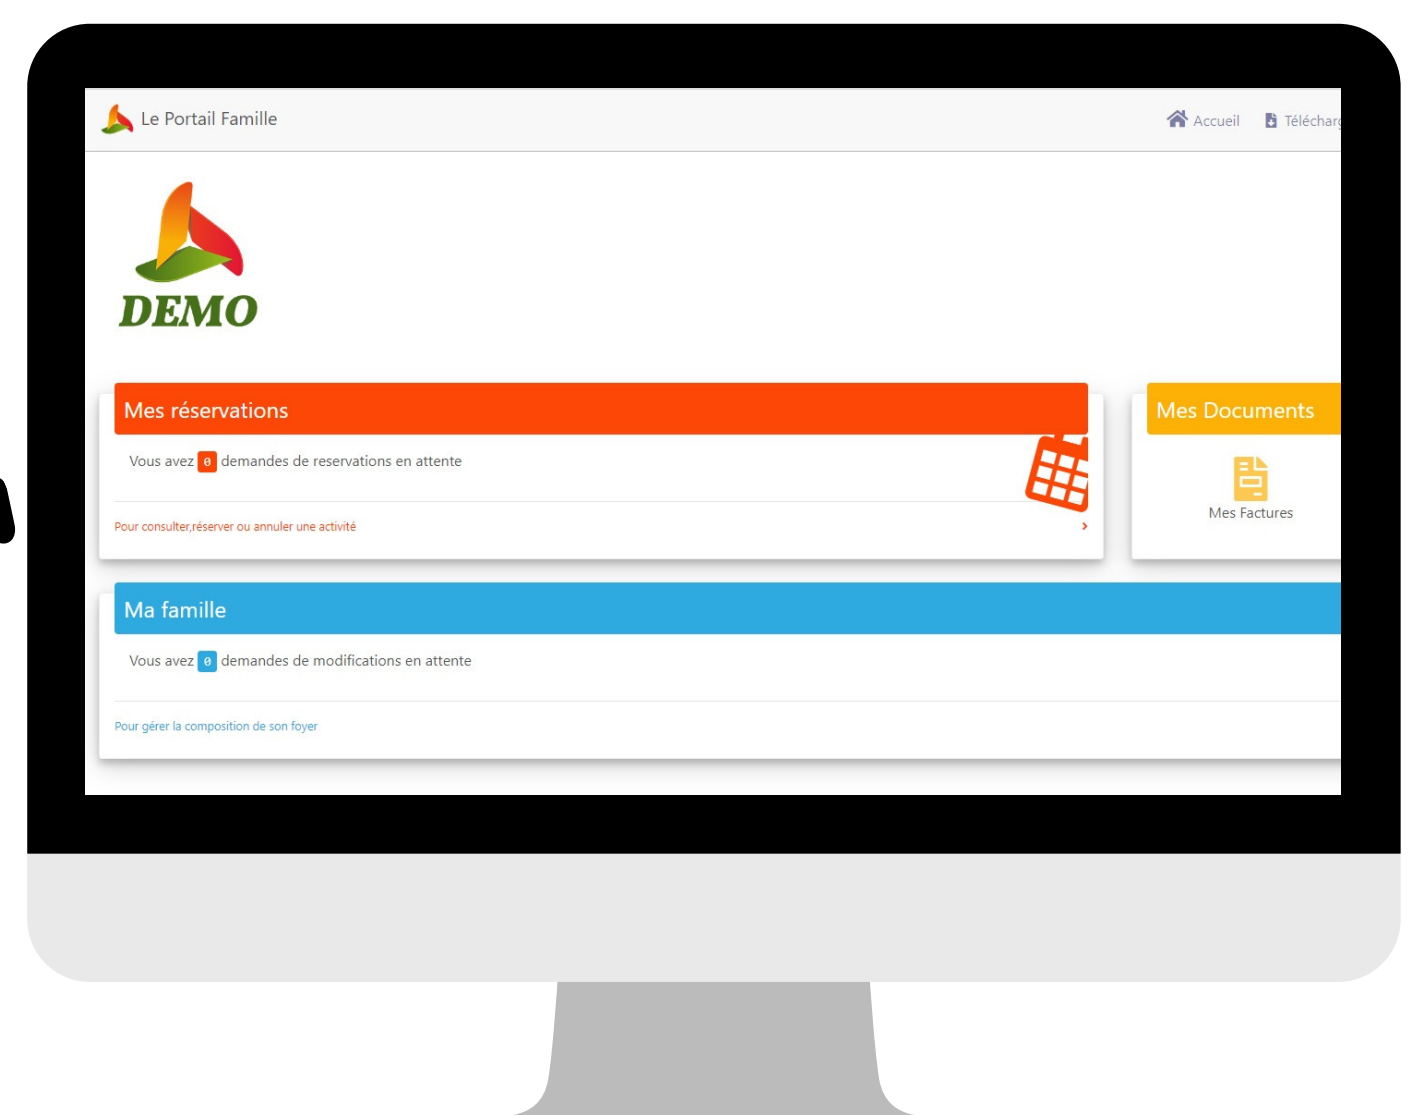 Le Portail Famille
Accueil
DEMO
Mes réservations
Vous avez 0 demandes de reservations en attente
Pour consulter,réserver ou annuler une activité
Mes Documents
Mes Factures
Ma famille
Vous avez 0 demandes de modifications en attente
Pour gérer la composition de son foyer